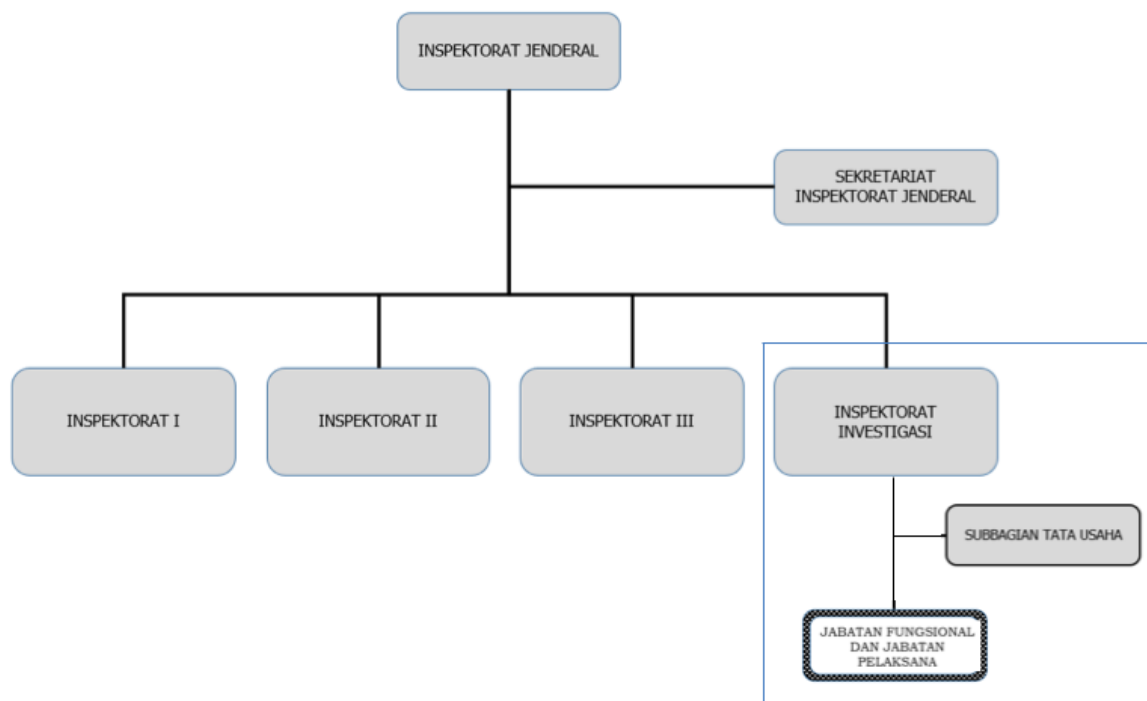 INSPEKTORAT JENDERAL
SEKRETARIAT
INSPEKTORAT JENDERAL
INSPEKTORAT I
INSPEKTORAT II
INSPEKTORAT III
INSPEKTORAT
INVESTIGASI
SUBBAGIAN TATA USAHA
JABATAN FUNGSIONAL
DAN JABATAN
PELAKSANA